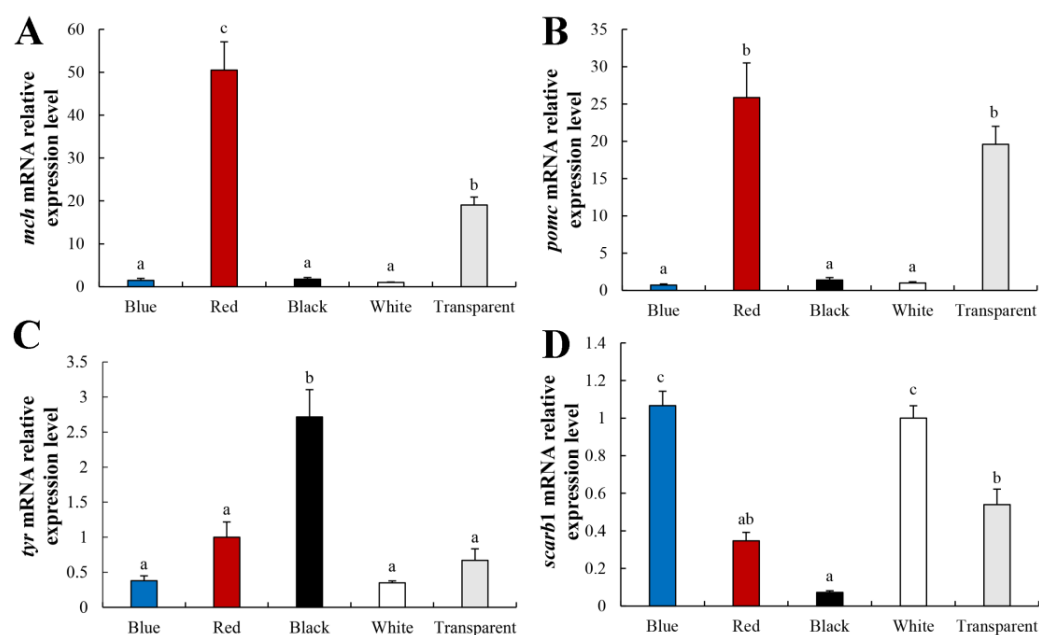 A
mch mRNA relative
expression level
60
50
40
30
20
10
0
a
c
a
a
b
Blue Red Black White Transparent
B
pomc mRNA relative
expression level
35
30
25
20
15
10
5
0
a
b
a
a
b
Blue Red Black White Transparent
C
tyr mRNA relative
expression level
3.5
3
2.5
2
1.5
1
0.5
0
a
a
b
a
a
Blue Red Black White Transparent
D
scarb1 mRNA relative
expression level
1.4
1.2
1
0.8
0.6
0.4
0.2
0
c
ab
a
c
b
Blue Red Black White Transparent